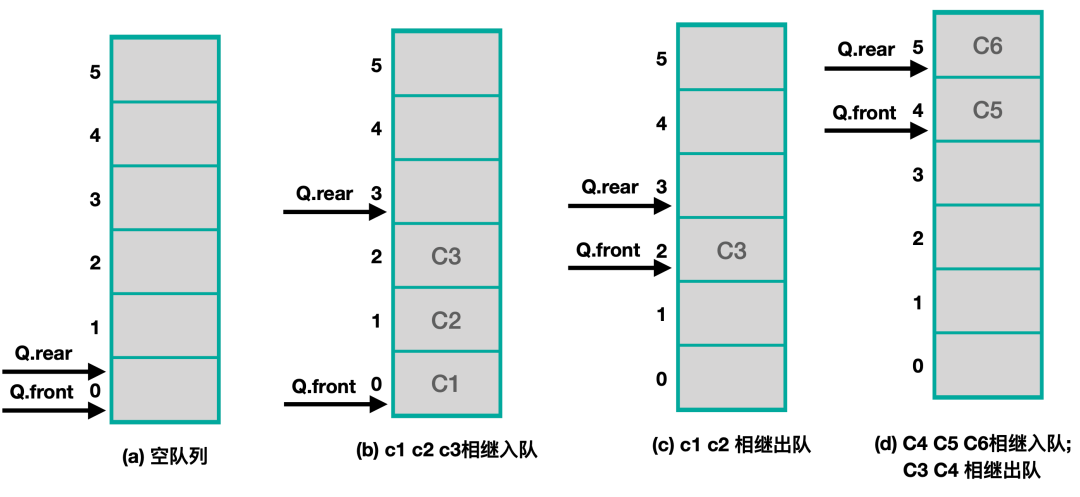 5
4
3
2
1
Q.rear
Q.front 0
(a) 空队列
5
4
Q.rear 3
2 C3
1 C2
Q.front 0 C1
(b) c1 c2 c3相继入队
5
4
Q.rear 3
Q.front 2 C3
1
0
(c) c1 c2 相继出队
Q.rear 5 C6
Q.front 4 C5
3
2
1
0
(d) C4 C5 C6相继入队;
C3 C4 相继出队